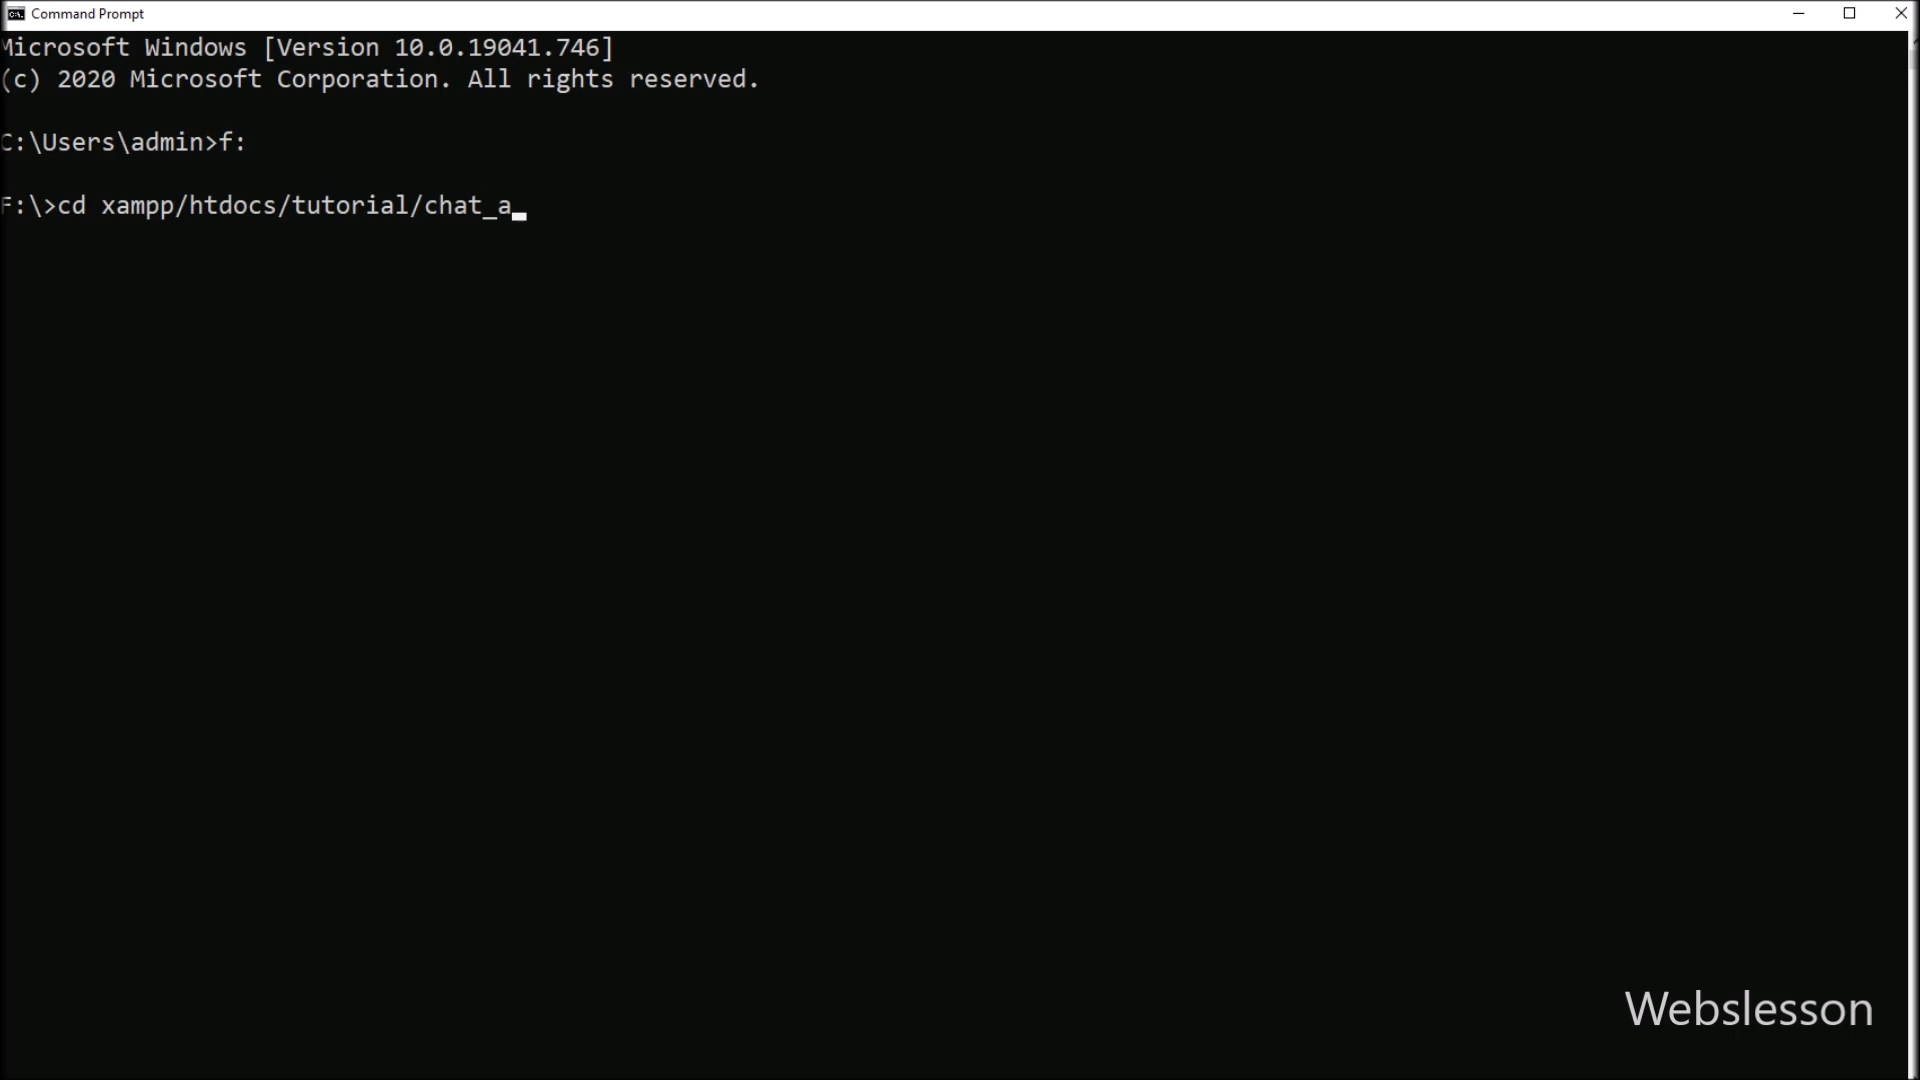 Command Prompt
Microsoft Windows [Version 10.0.19041.746]
(c) 2020 Microsoft Corporation. All rights reserved.
C:\Users\admin>f:
F:\>cd xampp/htdocs/tutorial/chat_a
Webslesson